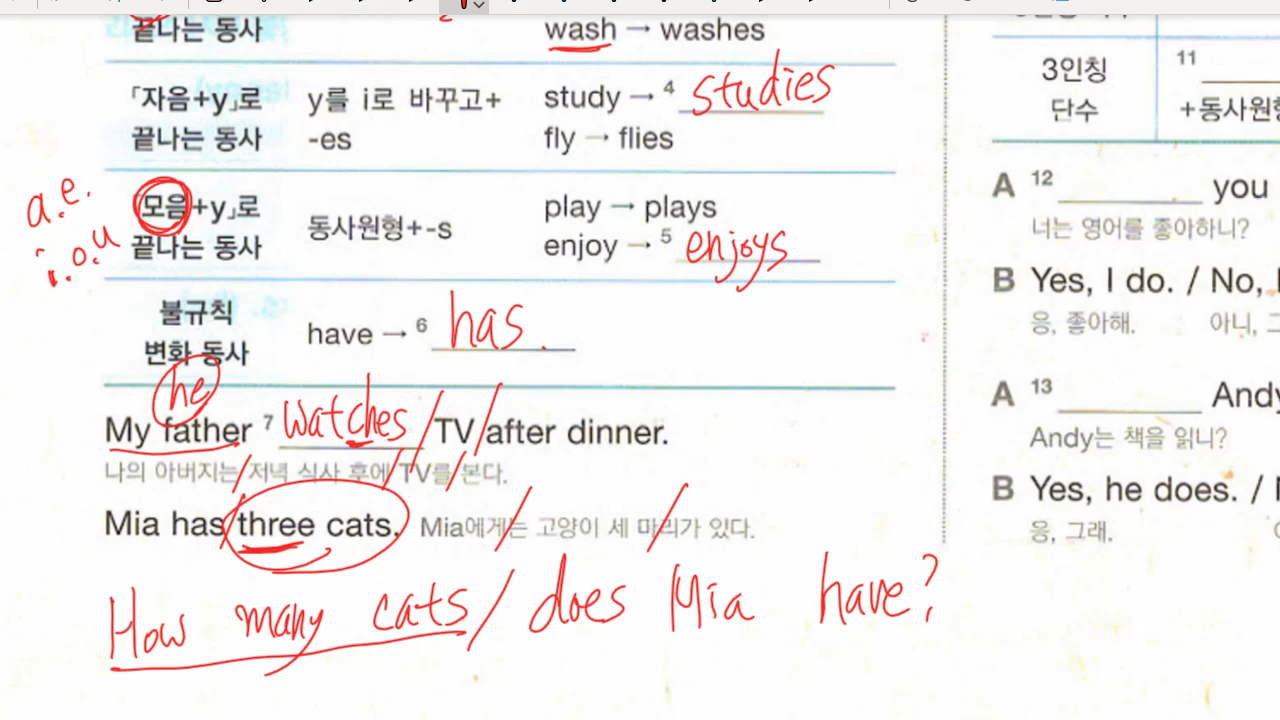 끝나는 동사 wash → washes
「자음+y」로 y를 i로 바꾸고+ study → 4 studies
끝나는 동사 -es fly → flies
a.e. 「모음+y」로 동사원형+-s play → plays
i.o.u 끝나는 동사 enjoy → 5 enjoys
불규칙 have → 6 has.
변화 동사
he
My father 7 watches / TV / after dinner.
나의 아버지는 / 저녁 식사 후에 / TV를 / 본다.
Mia has / three cats. Mia에게는 / 고양이 세 마리가 / 있다.
How many cats / does Mia have?
3인칭 11
단수 +동사원형
A 12 you
너는 영어를 좋아하니?
B Yes, I do. / No,
응, 좋아해. 아니,
A 13 Andy
Andy는 책을 읽니?
B Yes, he does. /
응, 그래.